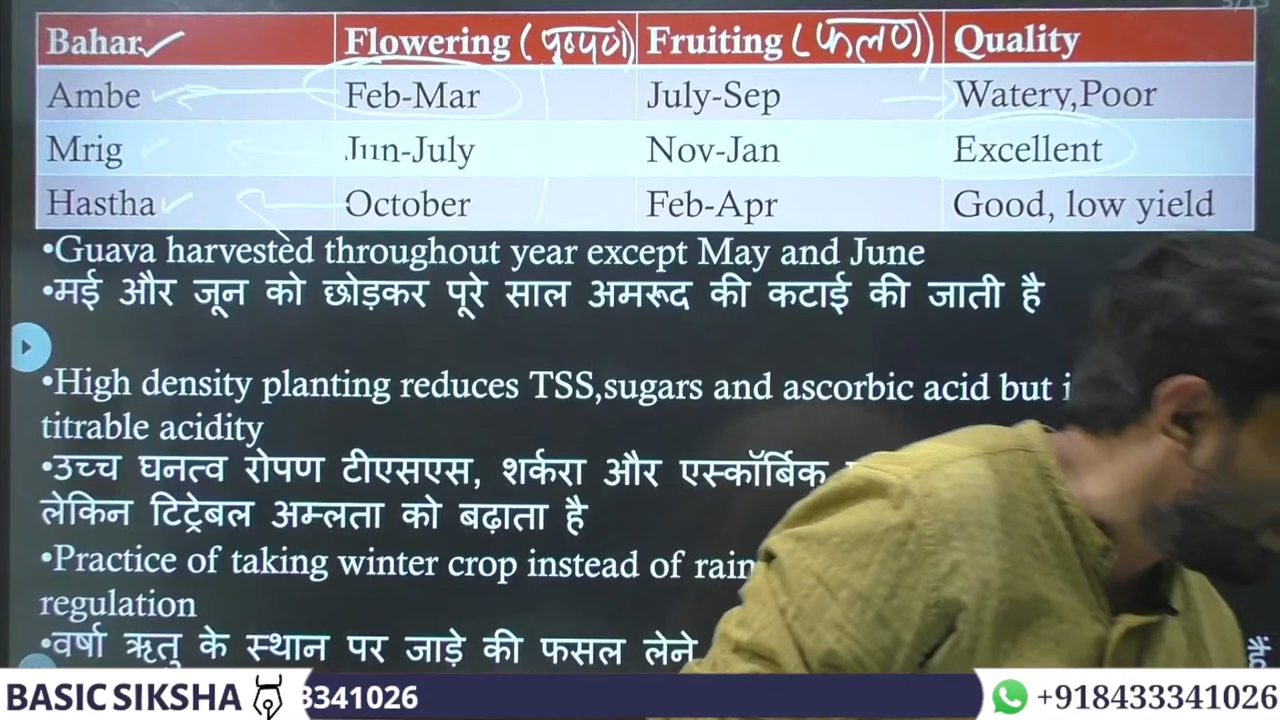 Bahar Flowering (पुष्पण) Fruiting (फलण) Quality
Ambe Feb-Mar July-Sep Watery,Poor
Mrig Jun-July Nov-Jan Excellent
Hastha October Feb-Apr Good, low yield
•Guava harvested throughout year except May and June
•मई और जून को छोड़कर पूरे साल अमरूद की कटाई की जाती है
•High density planting reduces TSS,sugars and ascorbic acid but
titrable acidity
•उच्च घनत्व रोपण टीएसएस, शर्करा और एस्कॉर्बिक
लेकिन टिट्रेबल अम्लता को बढ़ाता है
•Practice of taking winter crop instead of
regulation
•वर्षा ऋतु के स्थान पर जाड़े की फसल लेने
BASIC SIKSHA 3341026 +918433341026